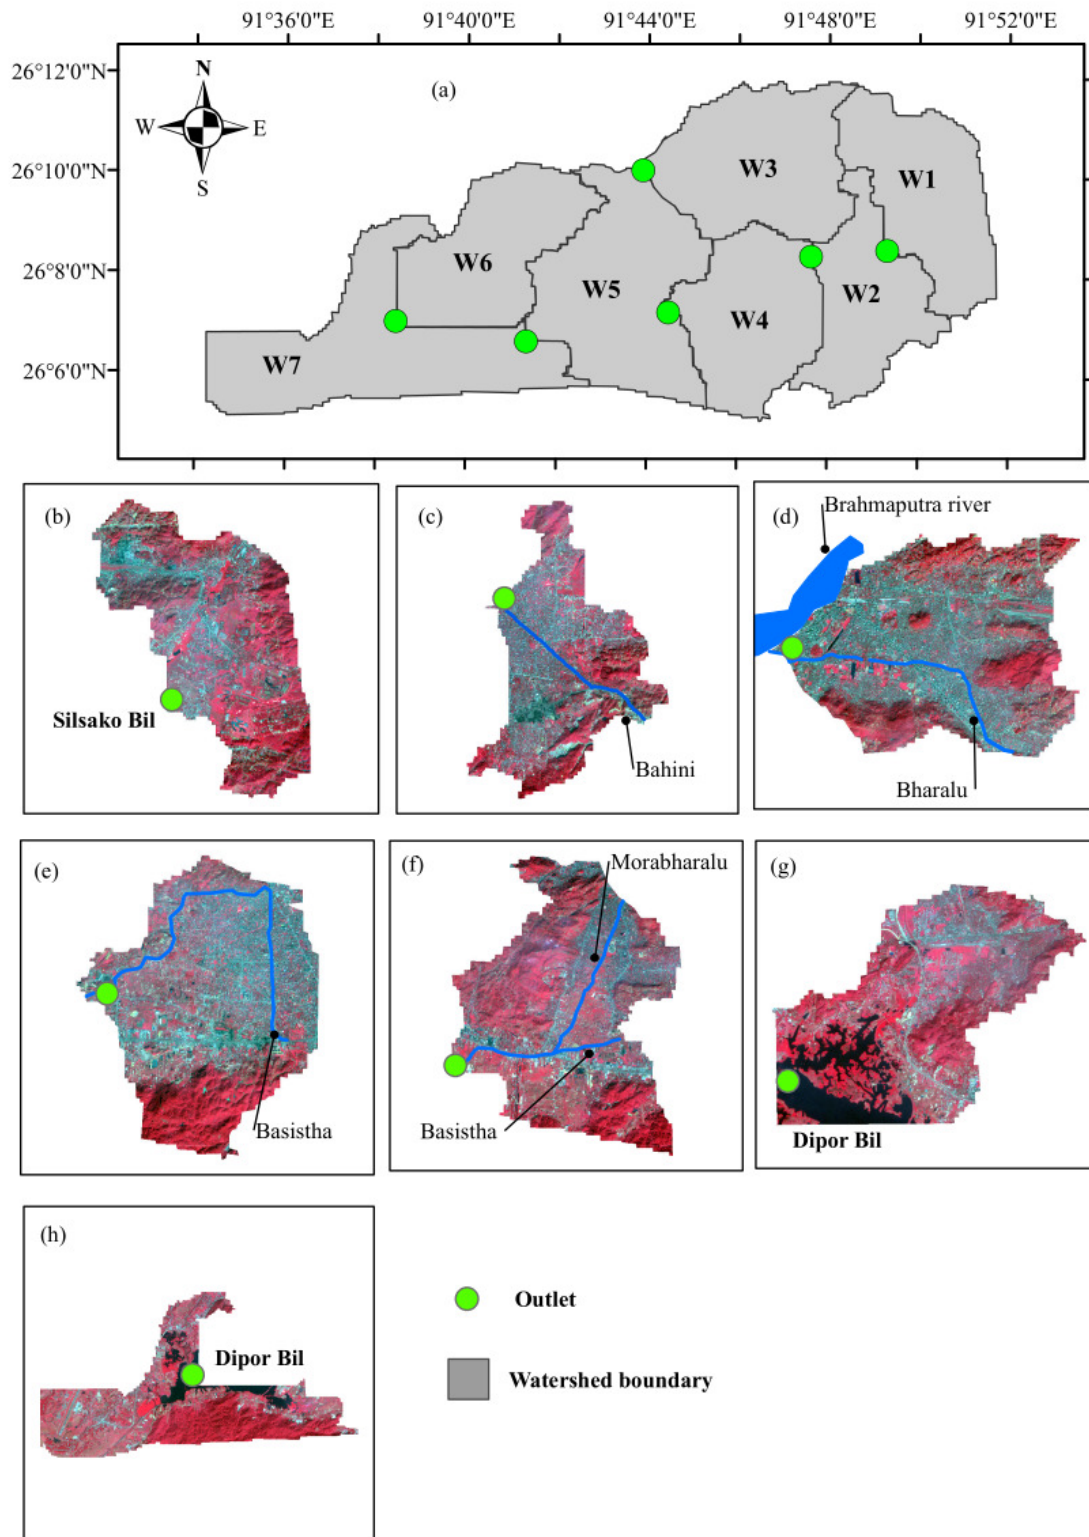 91°36'0"E 91°40'0"E 91°44'0"E 91°48'0"E 91°52'0"E
26°12'0"N
26°10'0"N
26°8'0"N
26°6'0"N
(a)
N
W E
S
W3
W1
W6
W5
W2
W4
W7
(b)
Silsako Bil
(c)
Bahini
(d)
Brahmaputra river
Bharalu
(e)
Basistha
(f)
Morabharalu
Basistha
(g)
Dipor Bil
(h)
Dipor Bil
Outlet
Watershed boundary